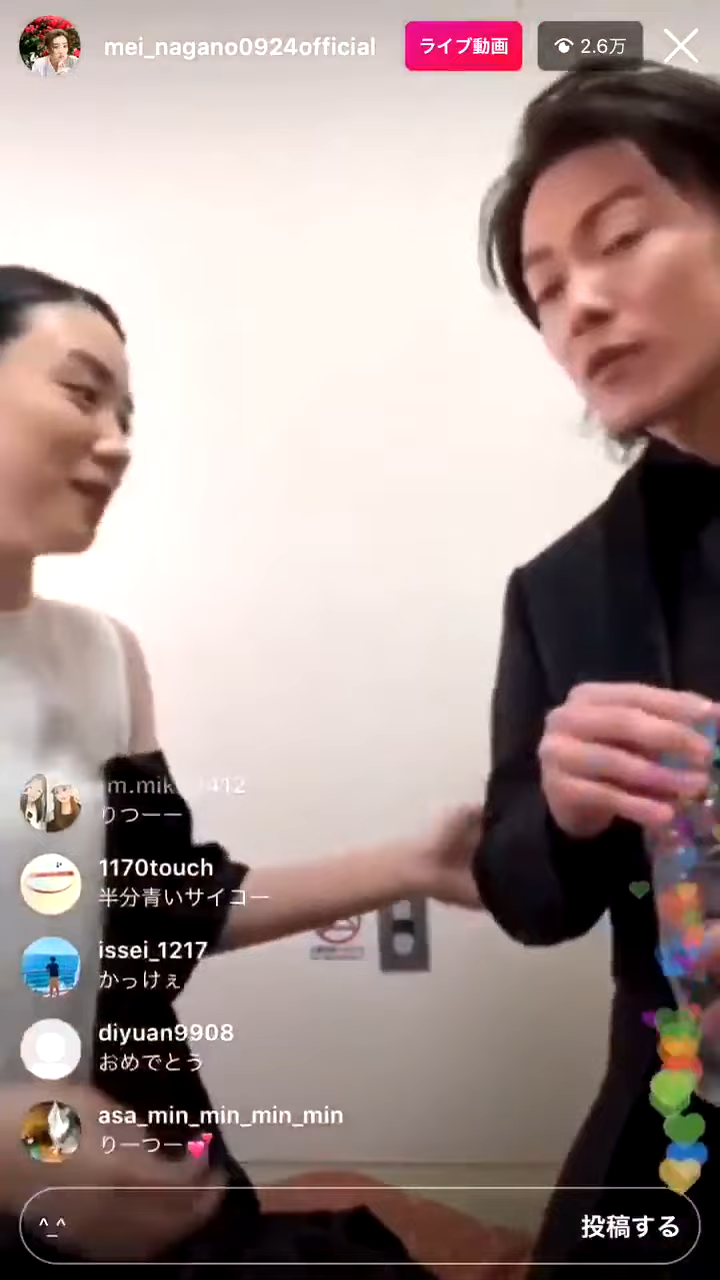 mei_nagano0924official
ライブ動画
2.6万
りつーー
1170touch
半分青いサイコー
issei_1217
かっけぇ
diyuan9908
おめでとう
asa_min_min_min_min
りーつー💕
^_^
投稿する